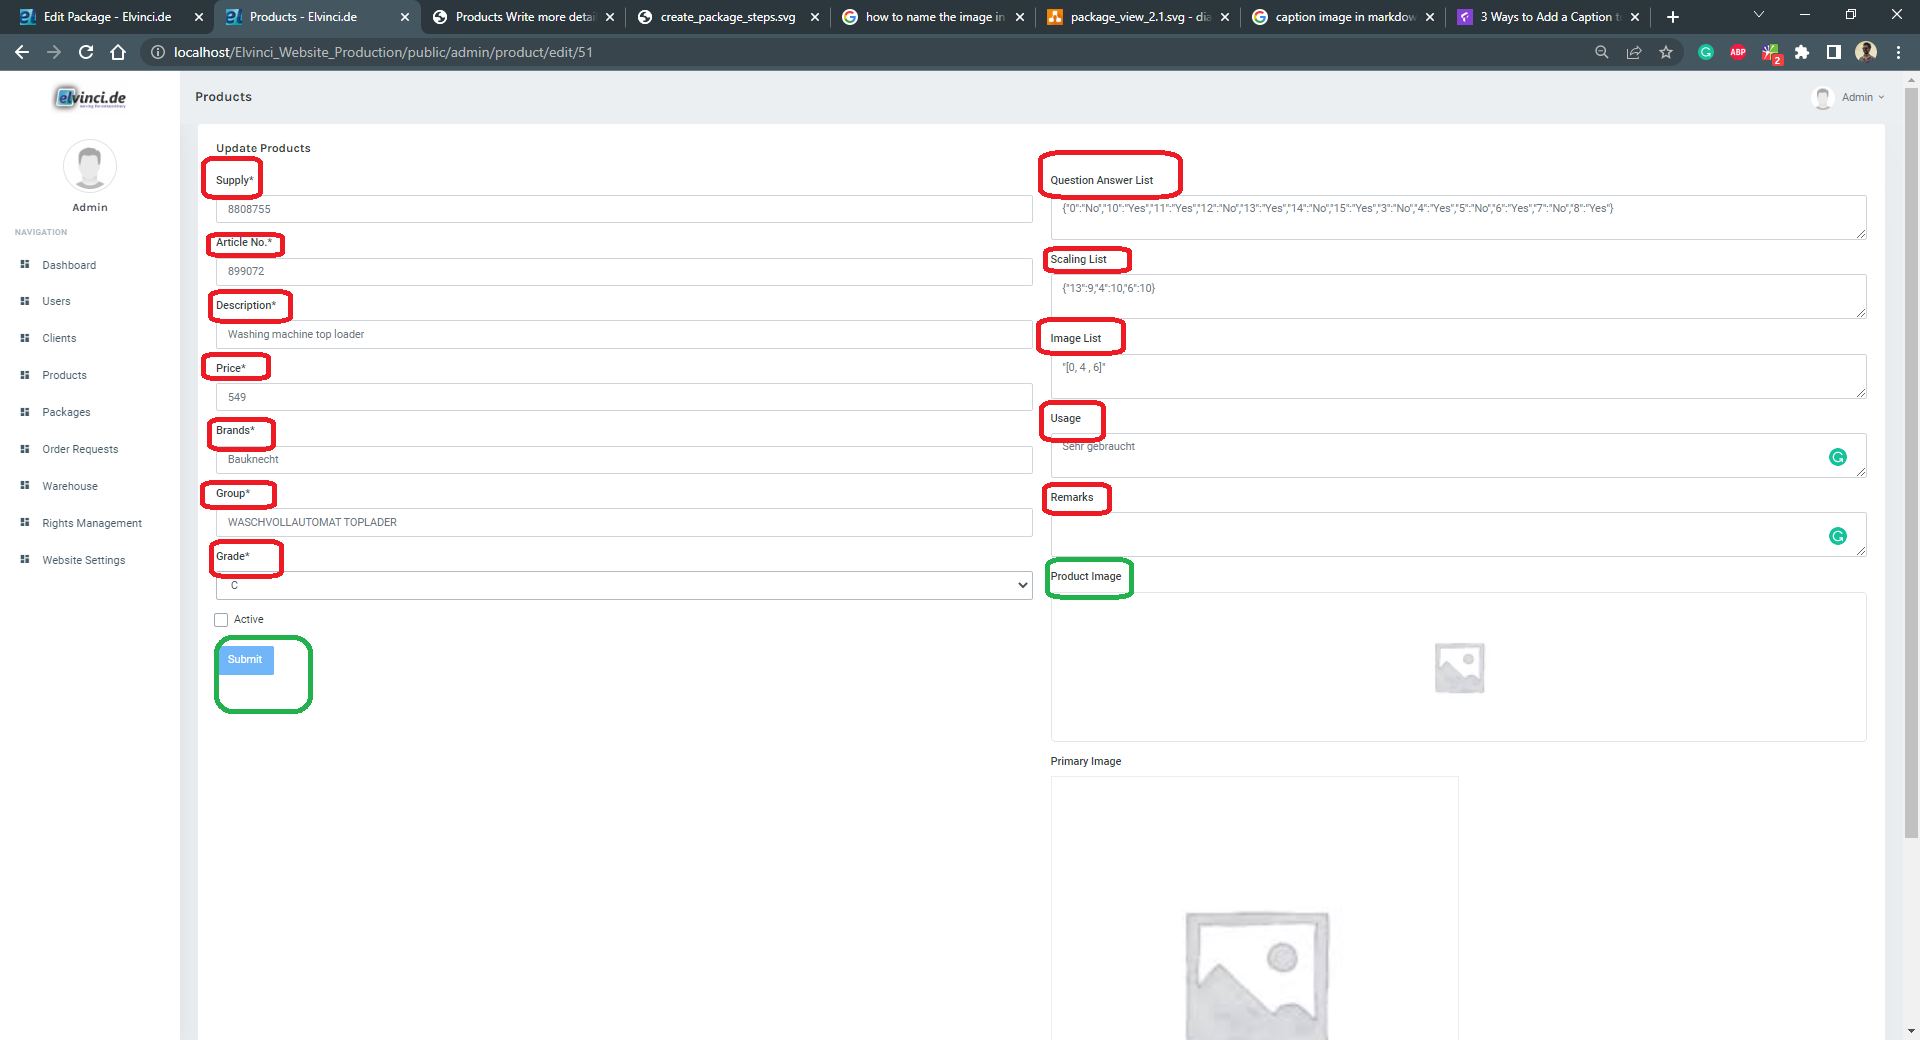 Edit Package - Elvinci.de
Products - Elvinci.de
Products Write more detai
create_package_steps.svg
how to name the image in
package_view_2.1.svg - di
caption image in markdow
3 Ways to Add a Caption t
localhost/Elvinci_Website_Production/public/admin/product/edit/51
ABP
2
elvinci.de
Products
Admin
Admin
NAVIGATION
Dashboard
Users
Clients
Products
Packages
Order Requests
Warehouse
Rights Management
Website Settings
Update Products
Supply*
8808755
Article No.*
899072
Description*
Washing machine top loader
Price*
549
Brands*
Bauknecht
Group*
WASCHVOLLAUTOMAT TOPLADER
Grade*
C
Active
Submit
Question Answer List
{"0":"No","10":"Yes","11":"Yes","12":"No","13":"Yes","14":"No","15":"Yes","3":"No","4":"Yes","5":"No","6":"Yes","7":"No","8":"Yes"}
Scaling List
{"13":9,"4":10,"6":10}
Image List
"[0, 4 , 6]"
Usage
Sehr gebraucht
Remarks
Product Image
Primary Image